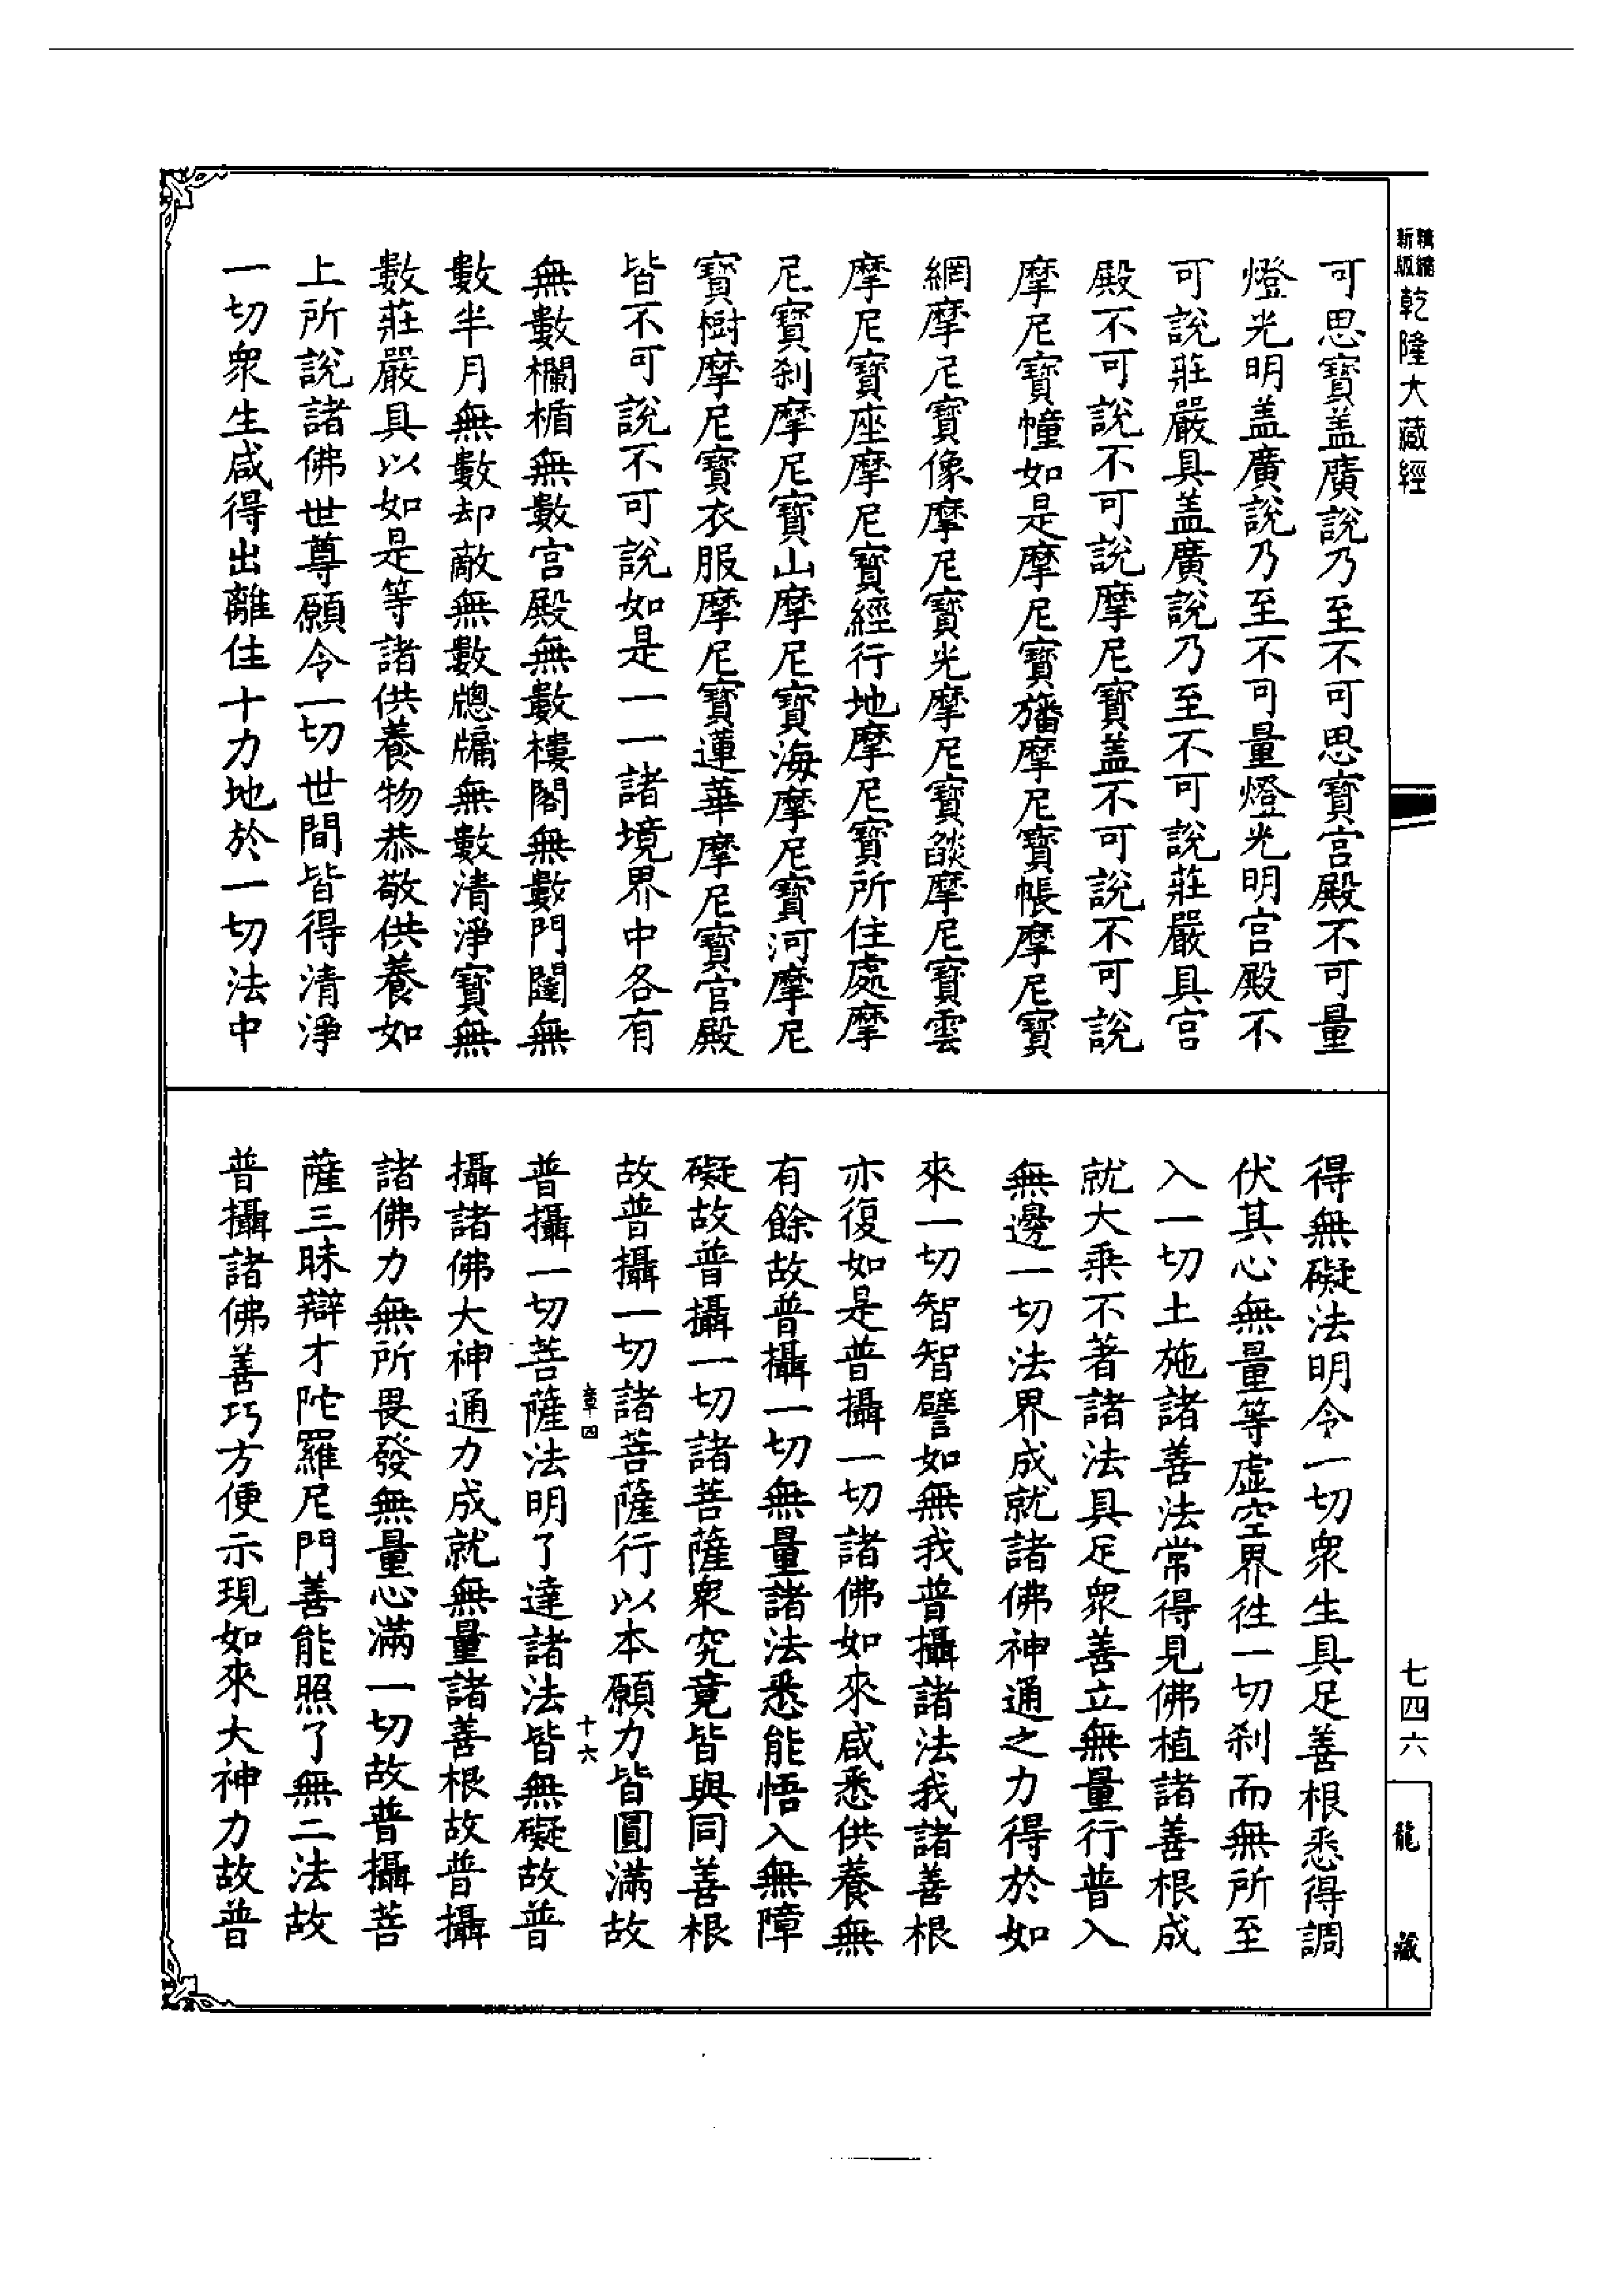 精縮新版乾隆大藏經
可思寶盖廣說乃至不可思寶宫殿不可量
燈光明盖廣說乃至不可量燈光明宫殿不
可說莊嚴具盖廣說乃至不可說莊嚴具宫
殿不可說不可說摩尼寶盖不可說不可說
摩尼寶幢如是摩尼寶旛摩尼寶帳摩尼寶
網摩尼寶像摩尼寶光摩尼寶燄摩尼寶雲
摩尼寶座摩尼寶經行地摩尼寶所住處摩
尼寶刹摩尼寶山摩尼寶海摩尼寶河摩尼
寶樹摩尼寶衣服摩尼寶蓮華摩尼寶宫殿
皆不可說不可說如是一一諸境界中各有
無數欄楯無數宫殿無數樓閣無數門闥無
數半月無數却敵無數牕牖無數清淨寶無
數莊嚴具以如是等諸供養物恭敬供養如
上所說諸佛世尊願令一切世間皆得清淨
一切衆生咸得出離住十力地於一切法中
得無礙法明令一切衆生具足善根悉得調
伏其心無量等虛空界徃一切刹而無所至
入一切土施諸善法常得見佛植諸善根成
就大乘不著諸法具足衆善立無量行普入
無邊一切法界成就諸佛神通之力得於如
來一切智智譬如無我普攝諸法我諸善根
亦復如是普攝一切諸佛如來咸悉供養無
有餘故普攝一切無量諸法悉能悟入無障
礙故普攝一切諸菩薩衆究竟皆與同善根
故普攝一切諸菩薩行以本願力皆圓滿故
章四 十六
普攝一切菩薩法明了達諸法皆無礙故普
攝諸佛大神通力成就無量諸善根故普攝
諸佛力無所畏發無量心滿一切故普攝菩
薩三昧辯才陀羅尼門善能照了無二法故
普攝諸佛善巧方便示現如來大神力故普
七四六
龍藏